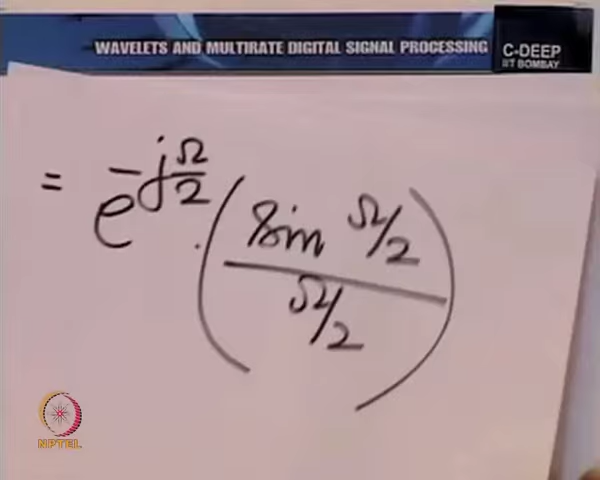 WAVELETS AND MULTIRATE DIGITAL SIGNAL PROCESSING
C-DEEP
IIT BOMBAY
= e^{-jΩ/2} · ( sin Ω/2 / Ω/2 )
NPTEL